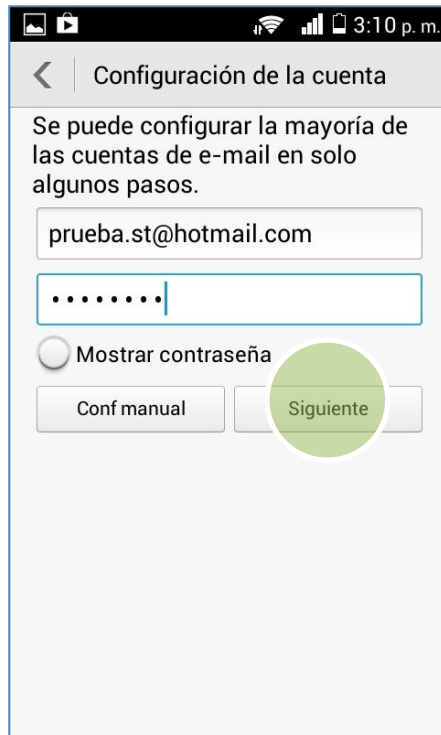 3:10 p. m.
Configuración de la cuenta
Se puede configurar la mayoría de
las cuentas de e-mail en solo
algunos pasos.
prueba.st@hotmail.com
••••••••
Mostrar contraseña
Conf manual
Siguiente